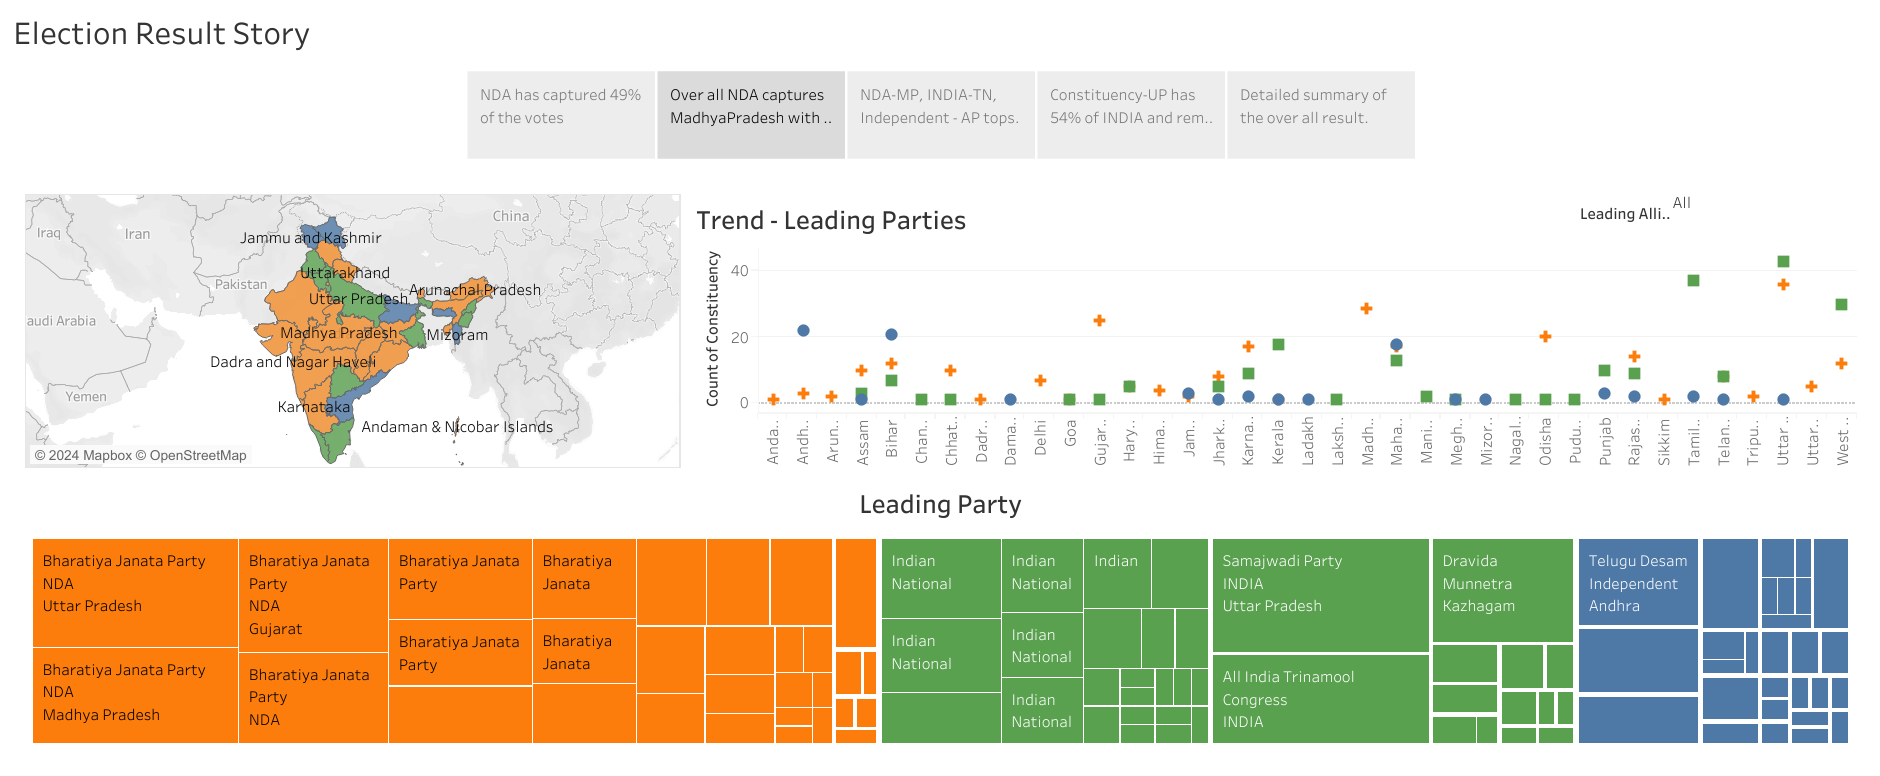 Election Result Story
NDA has captured 49%
of the votes
Over all NDA captures
MadhyaPradesh with ..
NDA-MP, INDIA-TN,
Independent - AP tops.
Constituency-UP has
54% of INDIA and rem..
Detailed summary of
the over all result.
China
Iraq
Iran
Jammu and Kashmir
Uttarakhand
Pakistan
Arunachal Pradesh
Uttar Pradesh
audi Arabia
Madhya Pradesh
Mizoram
Dadra and Nagar Haveli
Yemen
Karnataka
Andaman & Nicobar Islands
© 2024 Mapbox © OpenStreetMap
Trend - Leading Parties
Leading Alli..
All
Count of Constituency
40
20
0
Anda..
Andh..
Arun..
Assam
Bihar
Chan..
Chhat..
Dadr..
Dama..
Delhi
Goa
Gujar..
Hary..
Hima..
Jam..
Jhark..
Karna..
Kerala
Ladakh
Laksh..
Madh..
Maha..
Mani..
Megh..
Mizor..
Nagal..
Odisha
Pudu..
Punjab
Rajas..
Sikkim
Tamil..
Telan..
Tripu..
Uttar ..
Uttar..
West ..
Leading Party
Bharatiya Janata Party
NDA
Uttar Pradesh
Bharatiya Janata Party
NDA
Madhya Pradesh
Bharatiya Janata
Party
NDA
Gujarat
Bharatiya Janata
Party
NDA
Bharatiya Janata
Party
Bharatiya Janata
Party
Bharatiya
Janata
Bharatiya
Janata
Indian
National
Indian
National
Indian
National
Indian
National
Indian
National
Indian
Samajwadi Party
INDIA
Uttar Pradesh
All India Trinamool
Congress
INDIA
Dravida
Munnetra
Kazhagam
Telugu Desam
Independent
Andhra